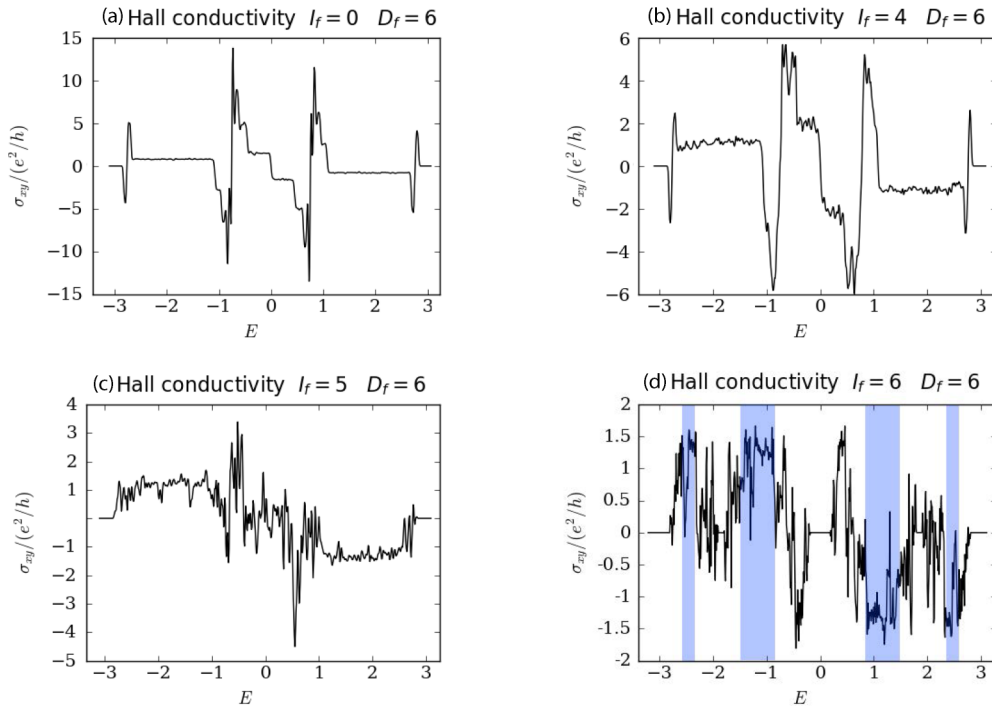 (a) Hall conductivity I_f = 0 D_f = 6
15
10
5
0
−5
−10
−15
σ_xy/(e²/h)
−3 −2 −1 0 1 2 3
E
(b) Hall conductivity I_f = 4 D_f = 6
6
4
2
0
−2
−4
−6
σ_xy/(e²/h)
−3 −2 −1 0 1 2 3
E
(c) Hall conductivity I_f = 5 D_f = 6
4
3
2
1
0
−1
−2
−3
−4
−5
σ_xy/(e²/h)
−3 −2 −1 0 1 2 3
E
(d) Hall conductivity I_f = 6 D_f = 6
2
1.5
1
0.5
0
-0.5
-1
-1.5
-2
σ_xy/(e²/h)
−3 −2 −1 0 1 2 3
E